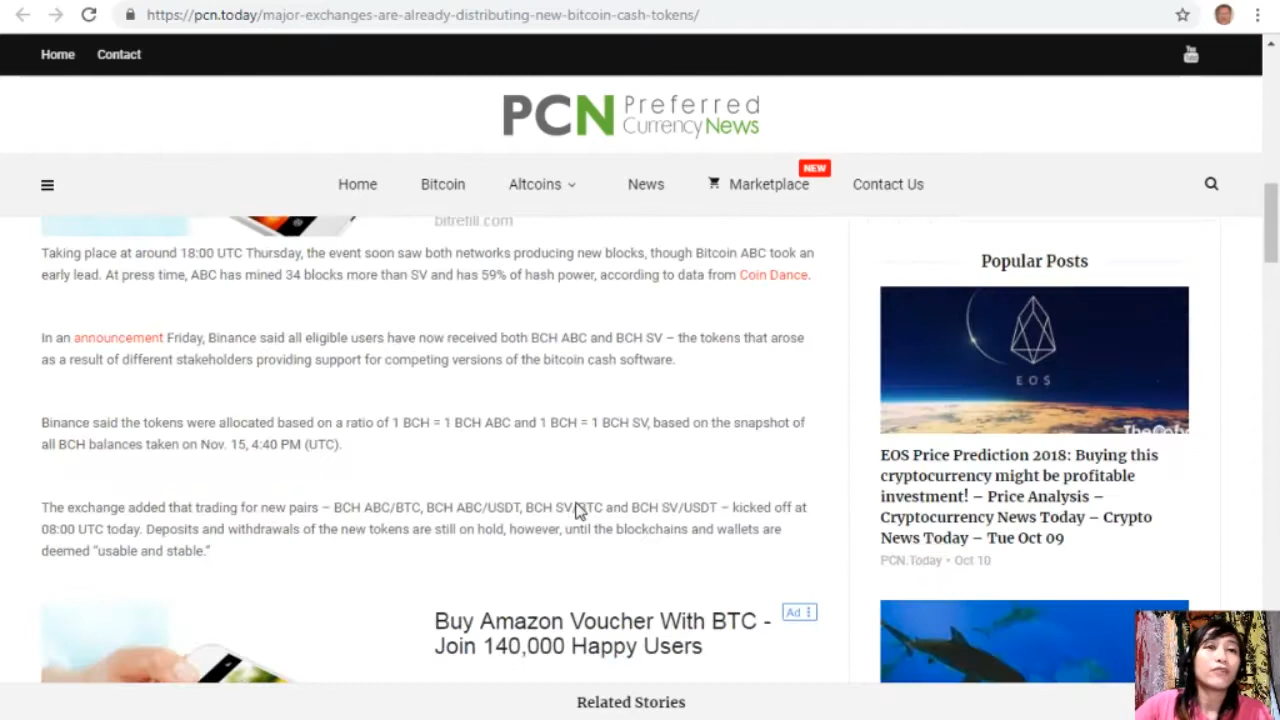 https://pcn.today/major-exchanges-are-already-distributing-new-bitcoin-cash-tokens/
Home Contact
You
PCN Preferred
CurrencyNews
NEW
Home Bitcoin Altcoins News Marketplace Contact Us
bitrefill.com
Taking place at around 18:00 UTC Thursday, the event soon saw both networks producing new blocks, though Bitcoin ABC took an
early lead. At press time, ABC has mined 34 blocks more than SV and has 59% of hash power, according to data from Coin Dance.
In an announcement Friday, Binance said all eligible users have now received both BCH ABC and BCH SV – the tokens that arose
as a result of different stakeholders providing support for competing versions of the bitcoin cash software.
Binance said the tokens were allocated based on a ratio of 1 BCH = 1 BCH ABC and 1 BCH = 1 BCH SV, based on the snapshot of
all BCH balances taken on Nov. 15, 4:40 PM (UTC).
The exchange added that trading for new pairs – BCH ABC/BTC, BCH ABC/USDT, BCH SV/BTC and BCH SV/USDT – kicked off at
08:00 UTC today. Deposits and withdrawals of the new tokens are still on hold, however, until the blockchains and wallets are
deemed “usable and stable.”
Buy Amazon Voucher With BTC -
Join 140,000 Happy Users
Ad
Popular Posts
EOS
EOS Price Prediction 2018: Buying this
cryptocurrency might be profitable
investment! – Price Analysis –
Cryptocurrency News Today – Crypto
News Today – Tue Oct 09
PCN.Today • Oct 10
Related Stories